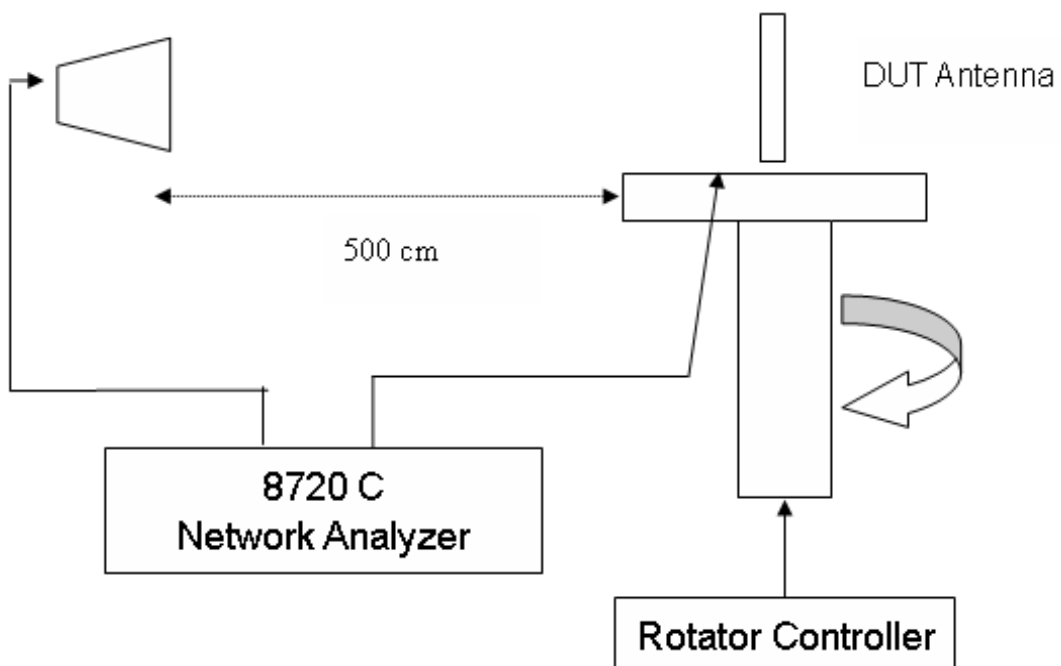 DUT Antenna
500 cm
8720 C
Network Analyzer
Rotator Controller